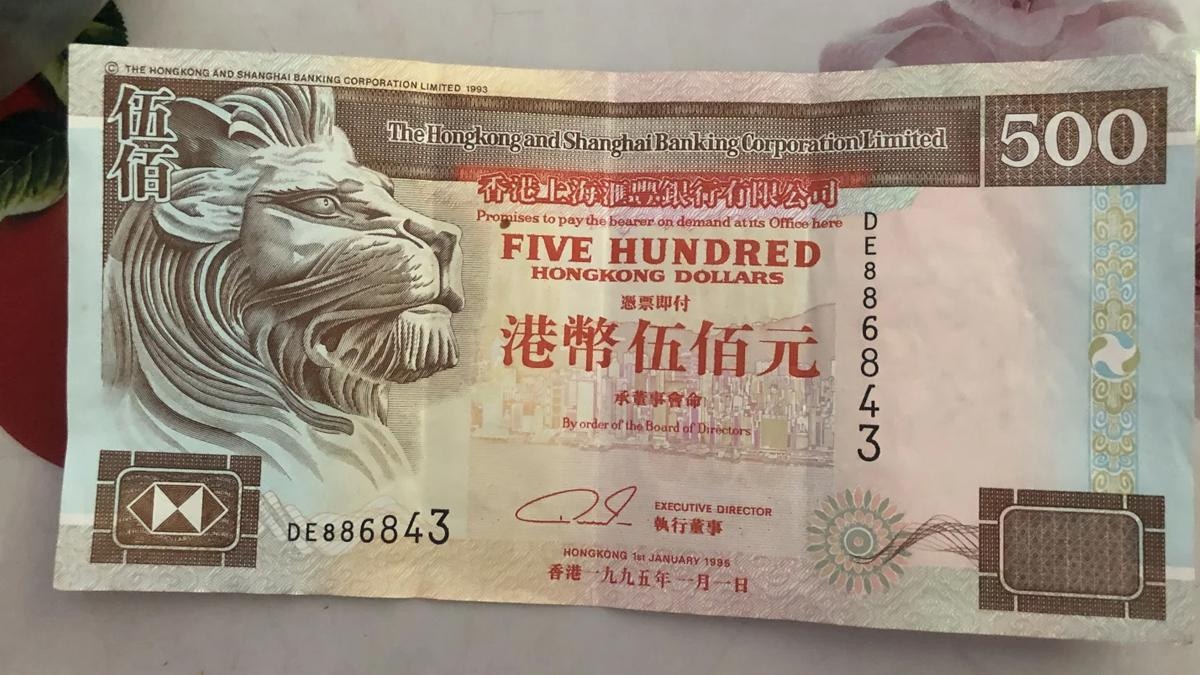 © THE HONGKONG AND SHANGHAI BANKING CORPORATION LIMITED 1993
伍佰
The Hongkong and Shanghai Banking Corporation Limited
500
香港上海滙豐銀行有限公司
Promises to pay the bearer on demand at its Office here
FIVE HUNDRED
HONGKONG DOLLARS
憑票即付
港幣伍佰元
承董事會命
By order of the Board of Directors
DE886843
DE886843
EXECUTIVE DIRECTOR
執行董事
HONGKONG 1st JANUARY 1995
香港一九九五年一月一日